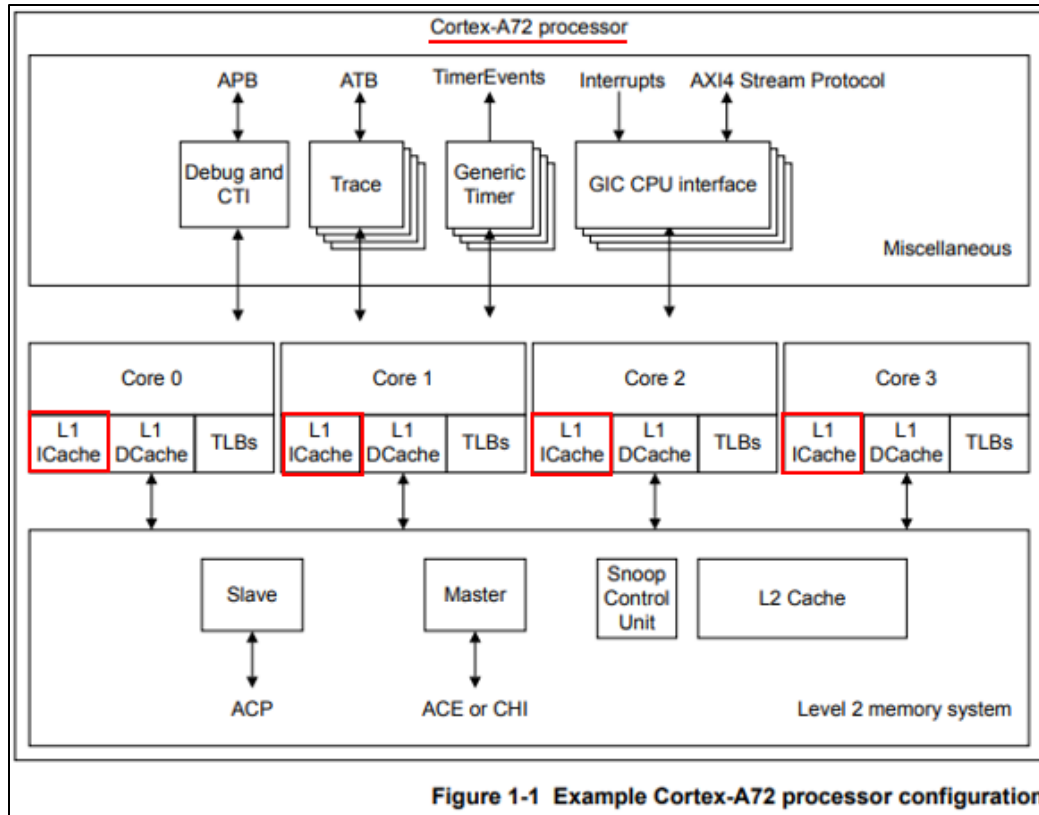 Cortex-A72 processor
APB ATB TimerEvents Interrupts AXI4 Stream Protocol
Debug and
CTI
Trace
Generic
Timer
GIC CPU interface
Miscellaneous
Core 0 Core 1 Core 2 Core 3
L1
ICache
L1
DCache
TLBs
L1
ICache
L1
DCache
TLBs
L1
ICache
L1
DCache
TLBs
L1
ICache
L1
DCache
TLBs
Slave
Master
Snoop
Control
Unit
L2 Cache
ACP ACE or CHI Level 2 memory system
Figure 1-1 Example Cortex-A72 processor configuration